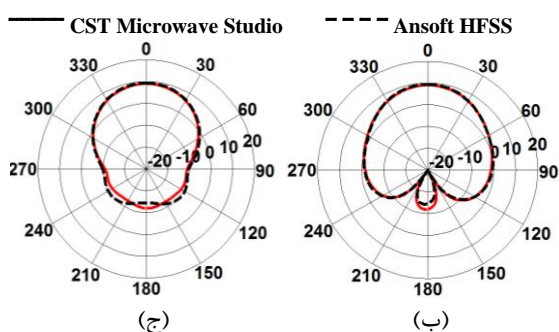 CST Microwave Studio Ansoft HFSS
0 0
330 30 330 30
300 60 300 60
-20 -10 0 10 20 -20 -10 0 10 20
270 90 270 90
240 120 240 120
210 150 210 150
180 180
(ج) (ب)